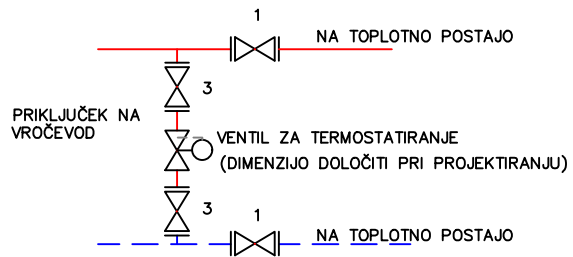 1
NA TOPLOTNO POSTAJO
3
PRIKLJUČEK NA
VROČEVOD
VENTIL ZA TERMOSTATIRANJE
(DIMENZIJO DOLOČITI PRI PROJEKTIRANJU)
3
1
NA TOPLOTNO POSTAJO